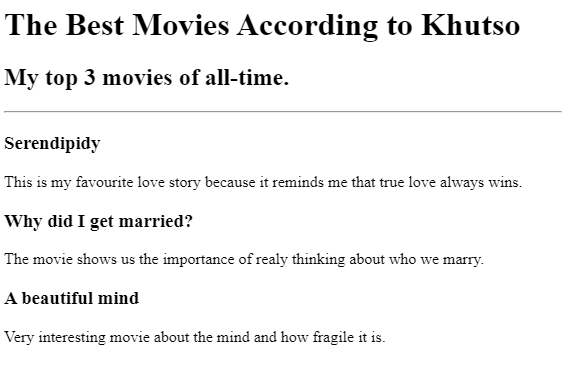 The Best Movies According to Khutso
My top 3 movies of all-time.
Serendipidy
This is my favourite love story because it reminds me that true love always wins.
Why did I get married?
The movie shows us the importance of realy thinking about who we marry.
A beautiful mind
Very interesting movie about the mind and how fragile it is.